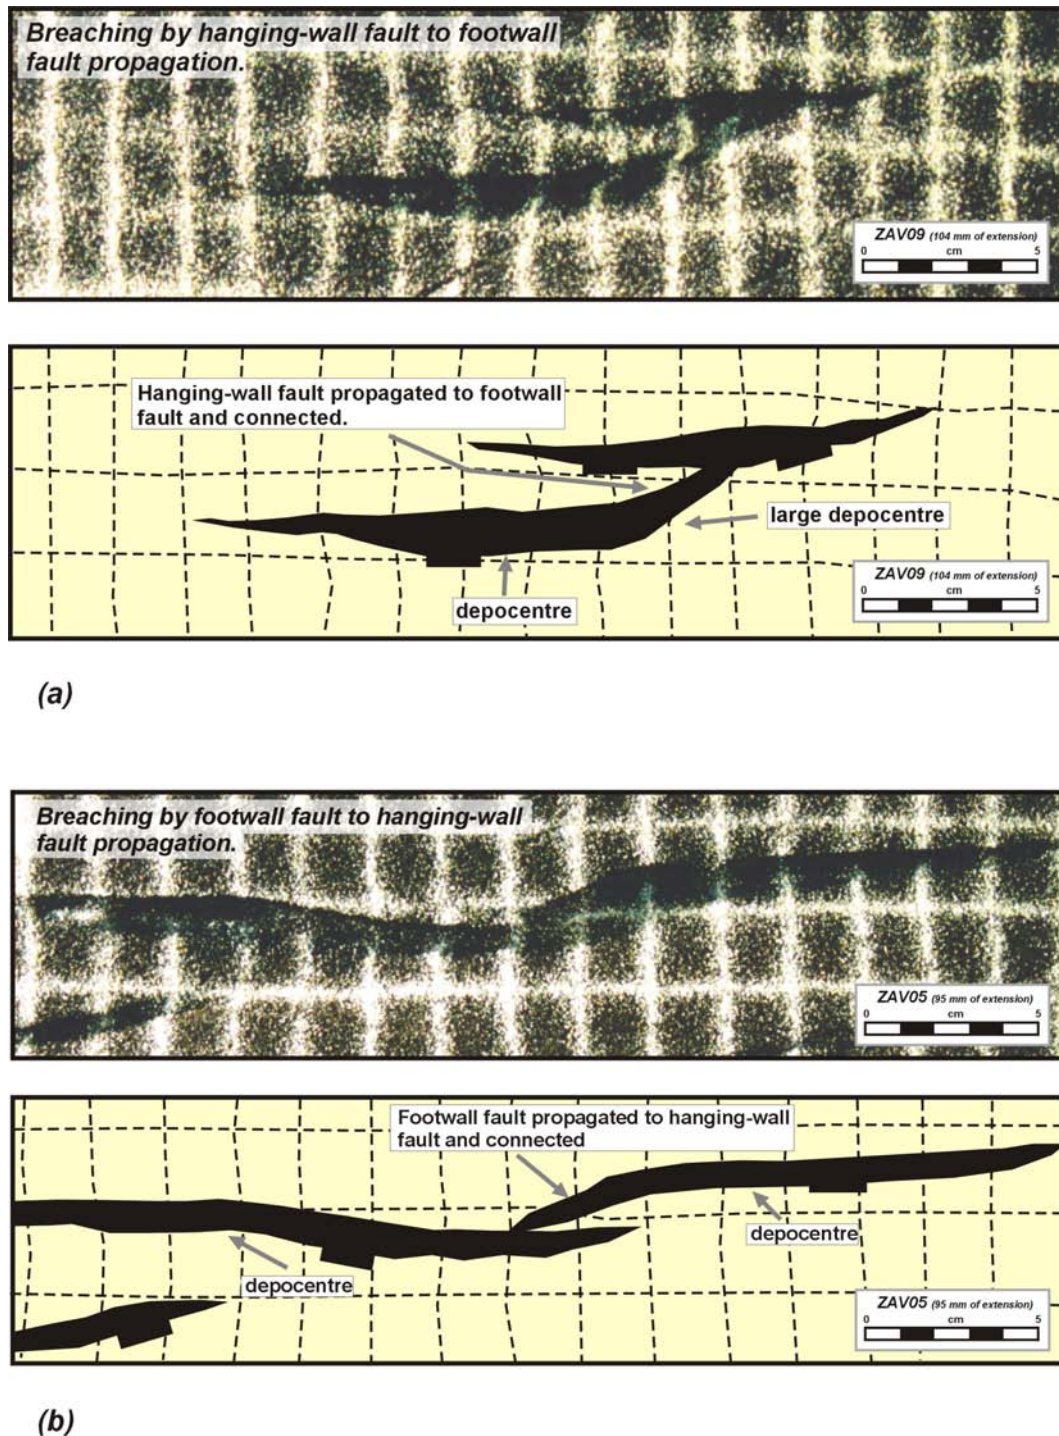 Breaching by hanging-wall fault to footwall
fault propagation.
ZAV09 (104 mm of extension)
0 cm 5
Hanging-wall fault propagated to footwall
fault and connected.
large depocentre
depocentre
ZAV09 (104 mm of extension)
0 cm 5
(a)
Breaching by footwall fault to hanging-wall
fault propagation.
ZAV05 (95 mm of extension)
0 cm 5
Footwall fault propagated to hanging-wall
fault and connected
depocentre
depocentre
ZAV05 (95 mm of extension)
0 cm 5
(b)